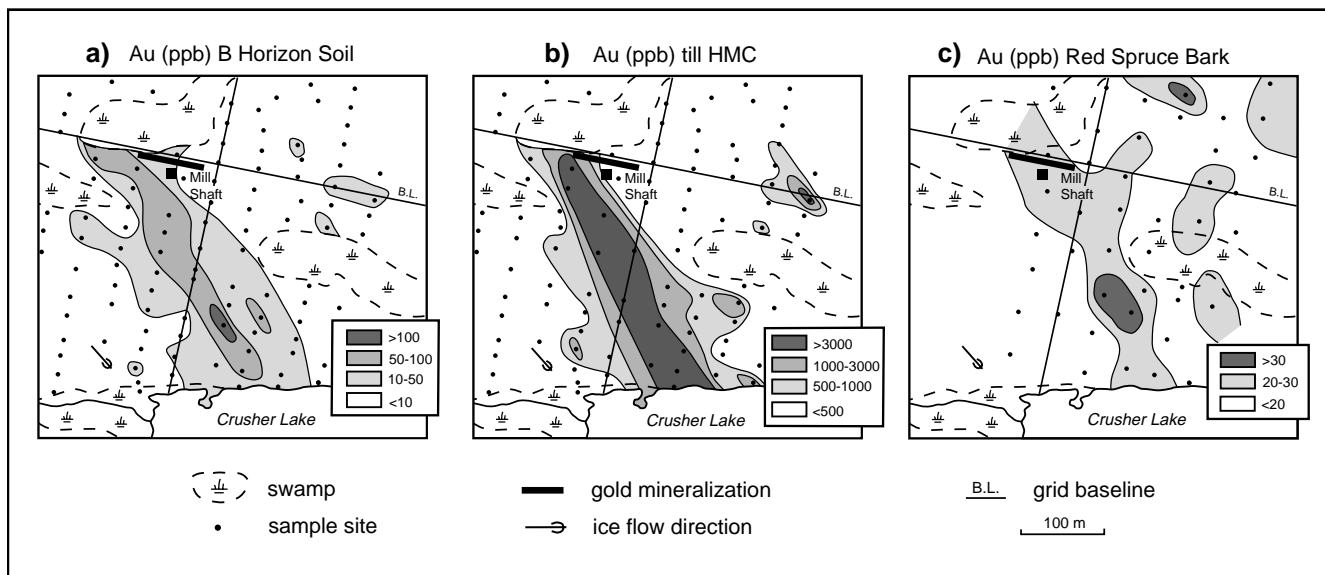 a) Au (ppb) B Horizon Soil
Mill
Shaft
B.L.
>100
50-100
10-50
<10
Crusher Lake
b) Au (ppb) till HMC
Mill
Shaft
B.L.
>3000
1000-3000
500-1000
<500
Crusher Lake
c) Au (ppb) Red Spruce Bark
Mill
Shaft
B.L.
>30
20-30
<20
Crusher Lake
swamp
sample site
gold mineralization
ice flow direction
B.L. grid baseline
100 m